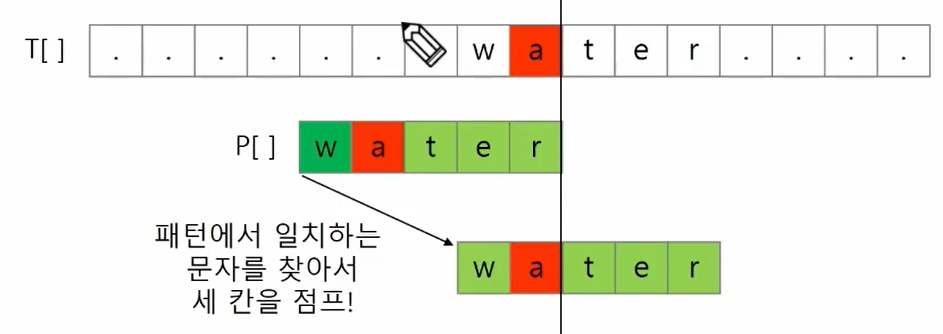 T[ ] . . . . . . w a t e r . . . .
P[ ] w a t e r
패턴에서 일치하는
문자를 찾아서
세 칸을 점프!
w a t e r